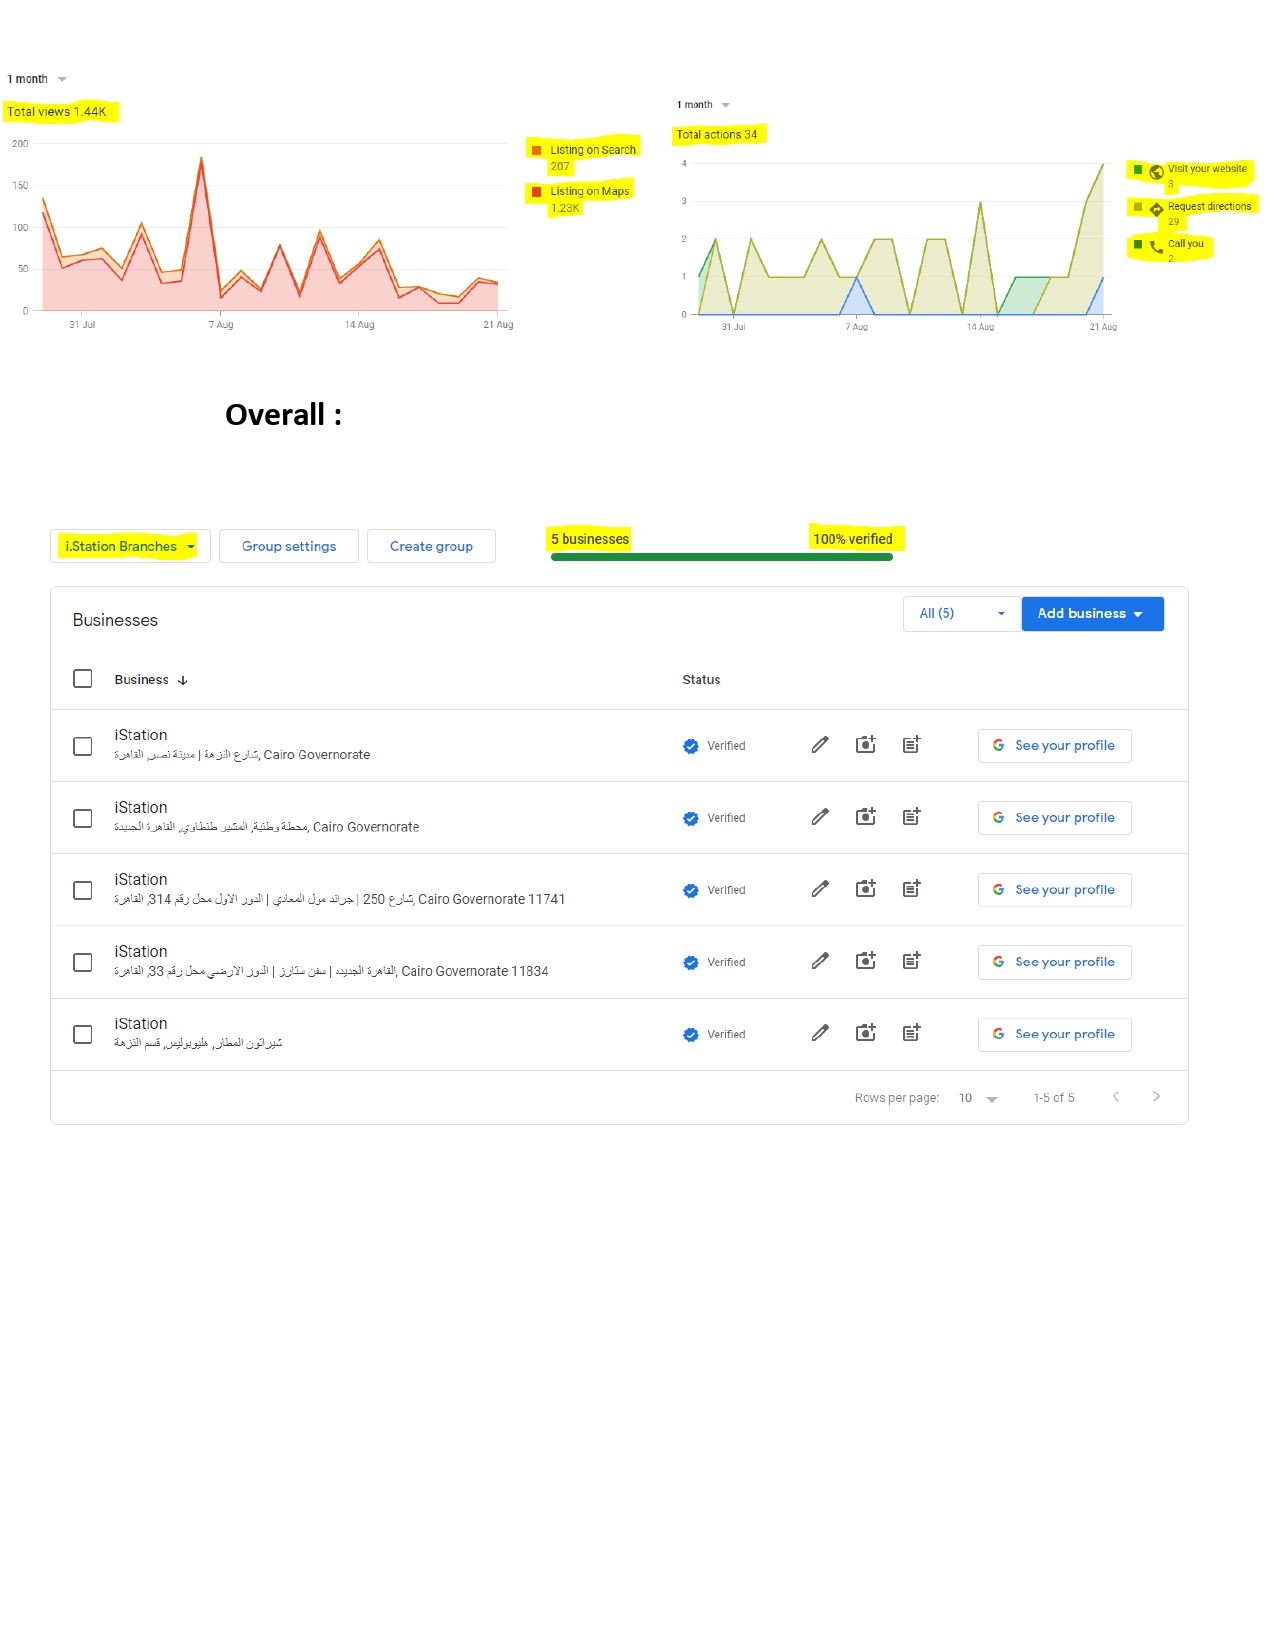 1 month
Total views 1.44K
200
150
100
50
0
31 Jul
7 Aug
14 Aug
21 Aug
Listing on Search
207
Listing on Maps
1.23K
1 month
Total actions 34
4
3
2
1
0
31 Jul
7 Aug
14 Aug
21 Aug
Visit your website
3
Request directions
29
Call you
2
Overall :
i.Station Branches
Group settings
Create group
5 businesses
100% verified
Businesses
All (5)
Add business
Business
Status
iStation
شارع النزهة | مدينة نصر, القاهرة, Cairo Governorate
Verified
See your profile
iStation
محطة وطنية, المشير طنطاوي, القاهرة الجديدة, Cairo Governorate
Verified
See your profile
iStation
شارع 250 | جراند مول المعادي | الدور الاول محل رقم 314, القاهرة, Cairo Governorate 11741
Verified
See your profile
iStation
القاهرة الجديده | سفن ستارز | الدور الارضي محل رقم 33, القاهرة, Cairo Governorate 11834
Verified
See your profile
iStation
شيراتون المطار, هليوبوليس, قسم النزهة
Verified
See your profile
Rows per page:
10
1-5 of 5